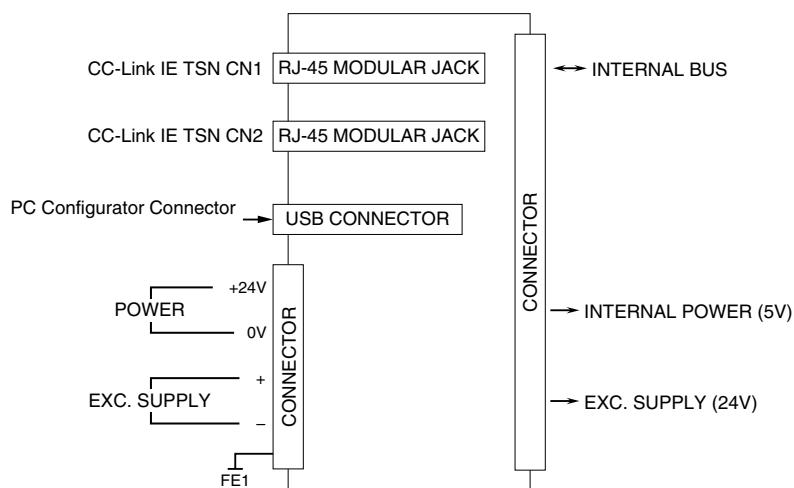 CC-Link IE TSN CN1 RJ-45 MODULAR JACK
INTERNAL BUS
CC-Link IE TSN CN2 RJ-45 MODULAR JACK
PC Configurator Connector
USB CONNECTOR
CONNECTOR
+24V
POWER
0V
INTERNAL POWER (5V)
CONNECTOR
+
EXC. SUPPLY
–
EXC. SUPPLY (24V)
FE1